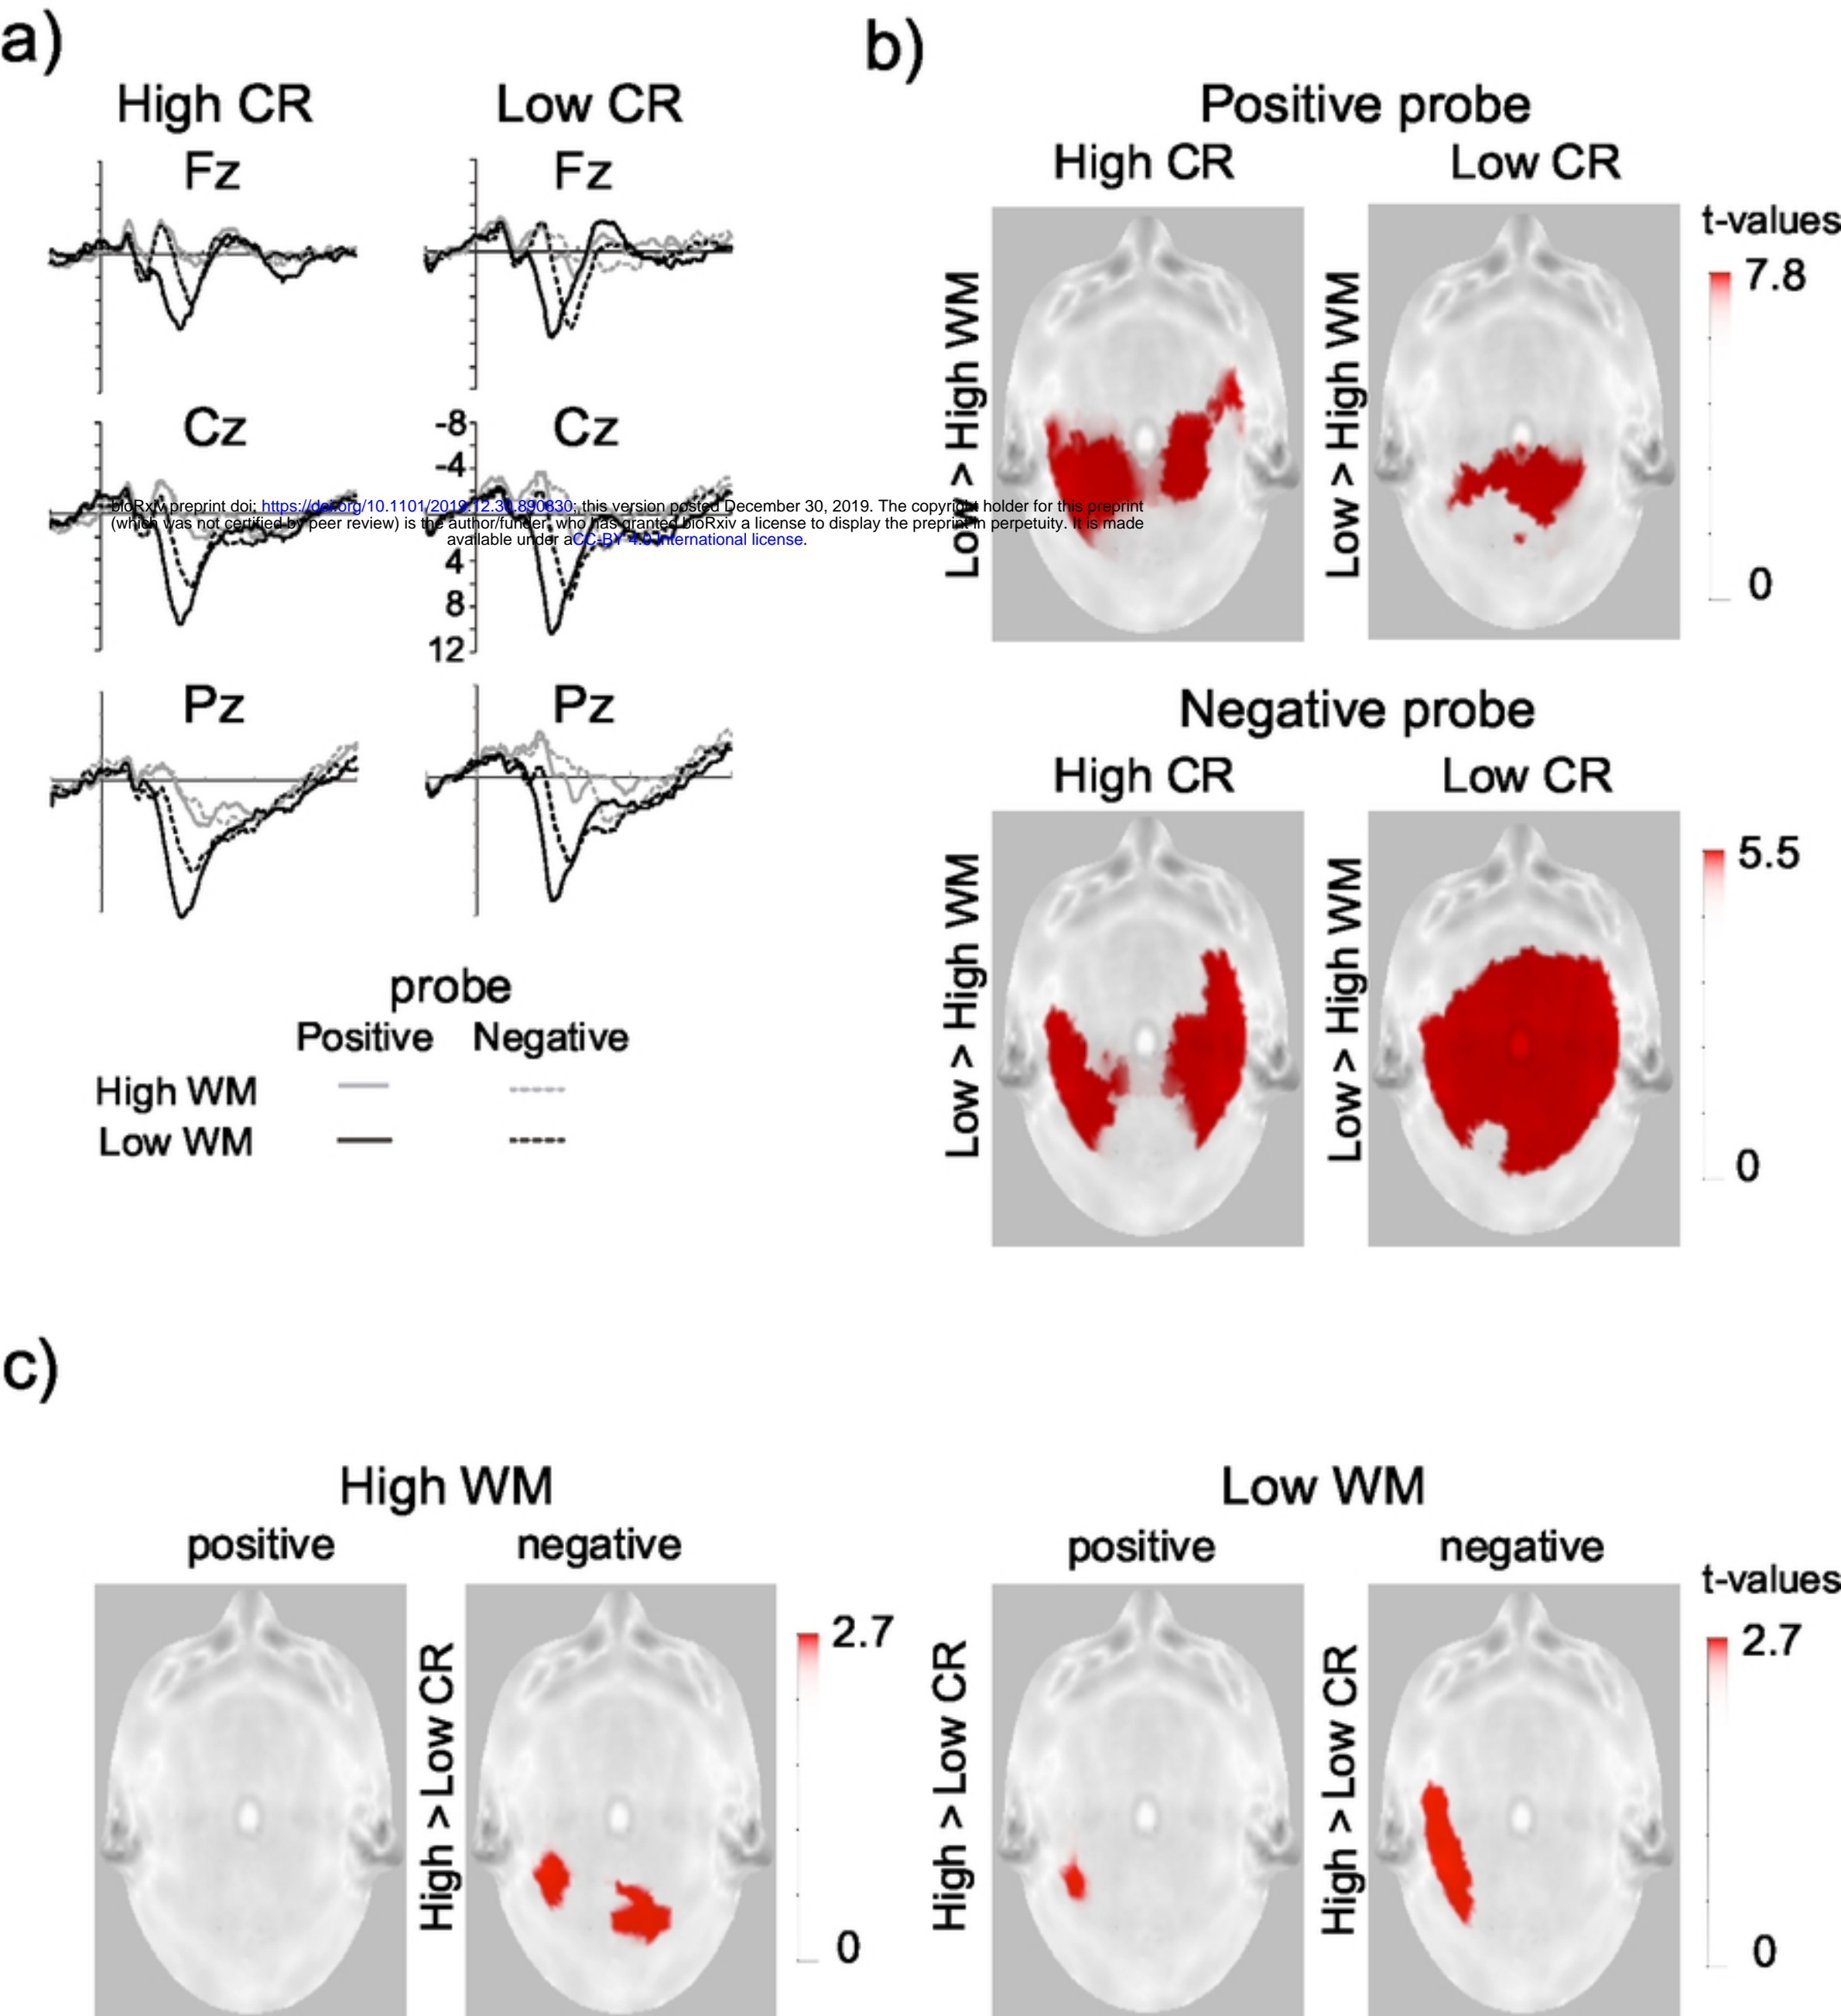 a)
High CR Low CR
Fz Fz
Cz Cz
-8
-4
4
8
12
bioRxiv preprint doi: https://doi.org/10.1101/2019.12.30.890830; this version posted December 30, 2019. The copyright holder for this preprint
(which was not certified by peer review) is the author/funder, who has granted bioRxiv a license to display the preprint in perpetuity. It is made
available under aCC-BY 4.0 International license.
Pz Pz
probe
Positive Negative
High WM
Low WM
b)
Positive probe
High CR Low CR
t-values
Low > High WM
Low > High WM
7.8
0
Negative probe
High CR Low CR
Low > High WM
Low > High WM
5.5
0
c)
High WM
positive negative
High > Low CR
2.7
0
Low WM
positive negative
t-values
High > Low CR
High > Low CR
2.7
0